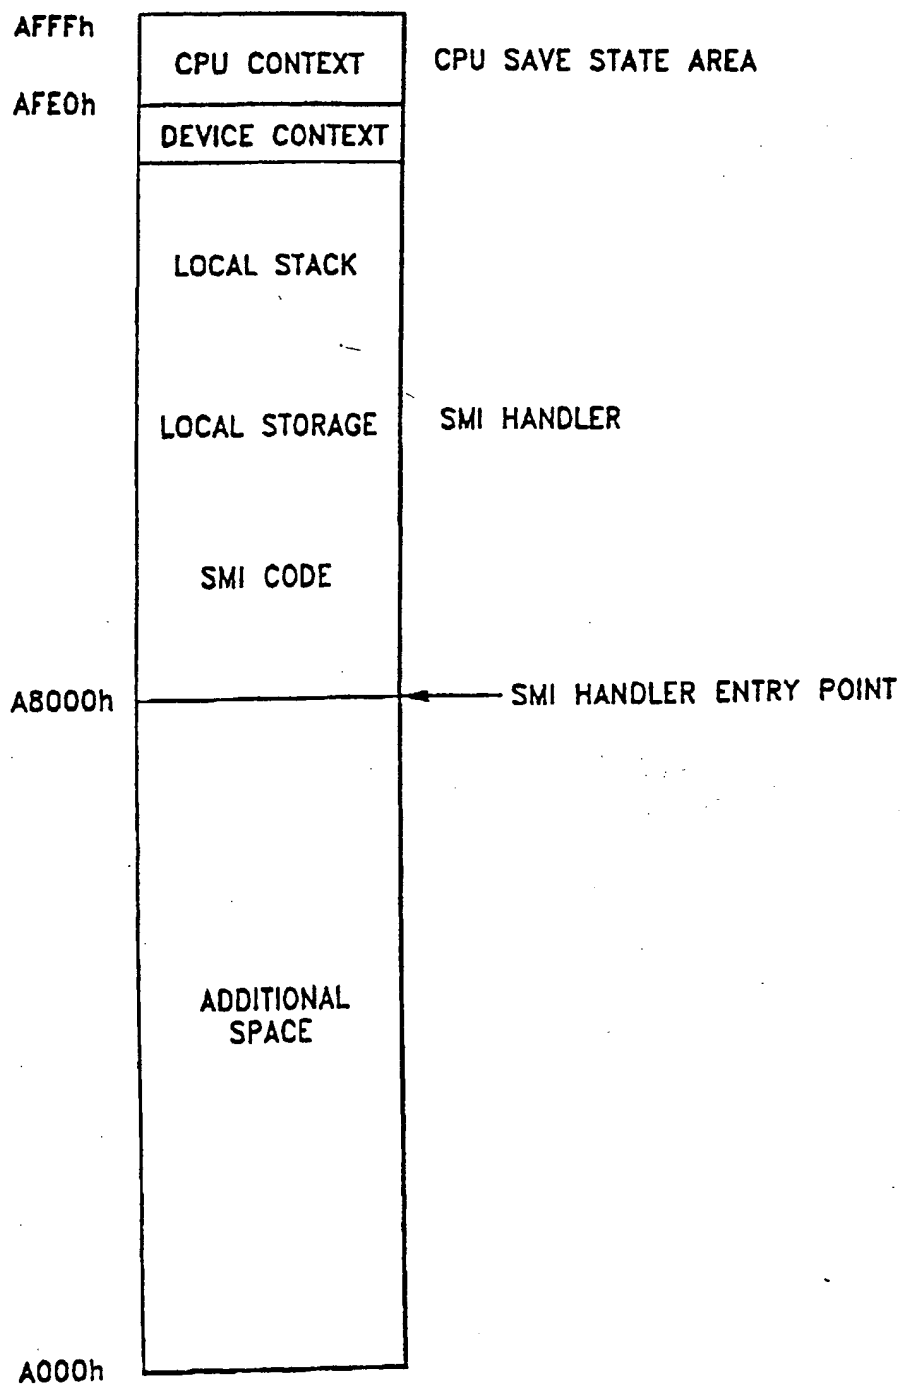 AFFFh
CPU CONTEXT CPU SAVE STATE AREA
AFE0h
DEVICE CONTEXT
LOCAL STACK
LOCAL STORAGE SMI HANDLER
SMI CODE
A8000h SMI HANDLER ENTRY POINT
ADDITIONAL
SPACE
A000h